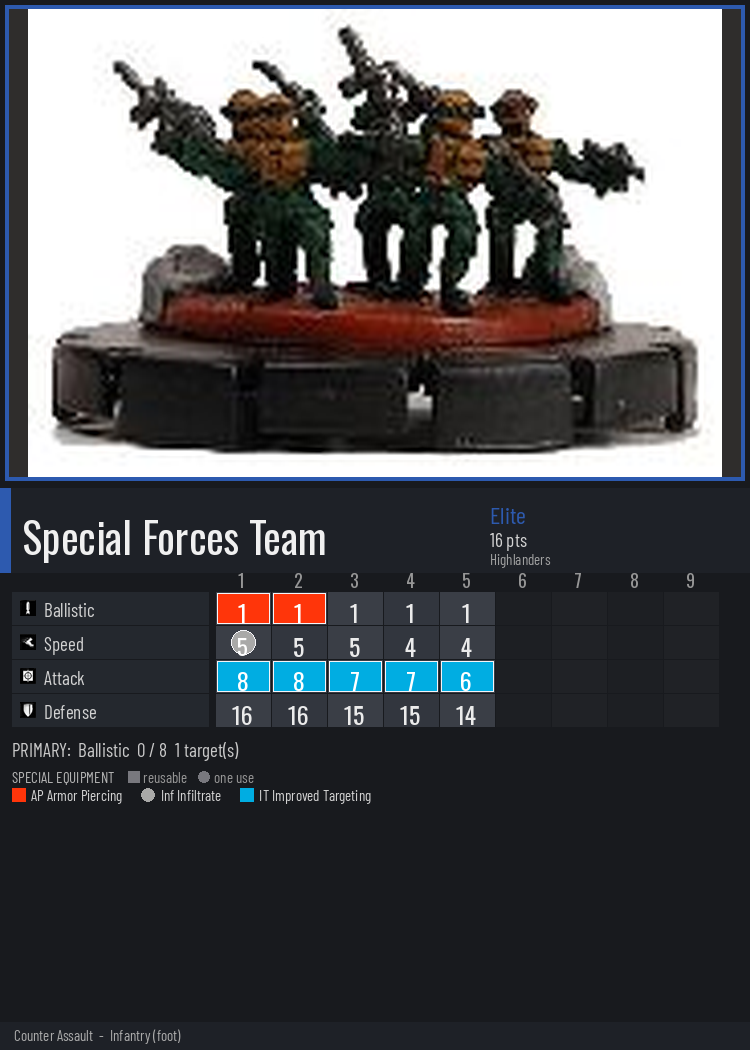 Special Forces Team
Elite
16 pts
Highlanders
1 2 3 4 5 6 7 8 9
Ballistic 1 1 1 1 1
Speed 5 5 5 4 4
Attack 8 8 7 7 6
Defense 16 16 15 15 14
PRIMARY: Ballistic 0 / 8 1 target(s)
SPECIAL EQUIPMENT reusable one use
AP Armor Piercing Inf Infiltrate IT Improved Targeting
Counter Assault - Infantry (foot)